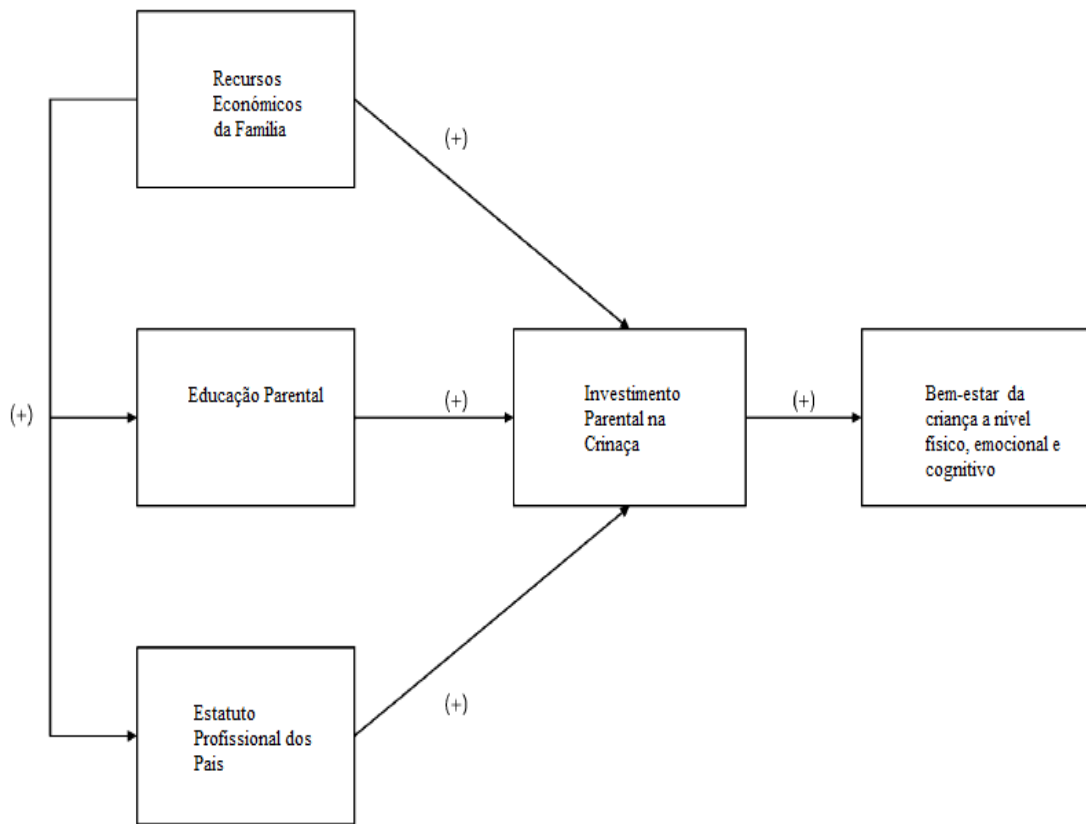 Recursos
Económicos
da Família
(+)
(+)
Educação Parental
(+)
Investimento
Parental na
Crinaça
(+)
Bem-estar da
criança a nivel
físico, emocional e
cognitivo
Estatuto
Profissional dos
Pais
(+)